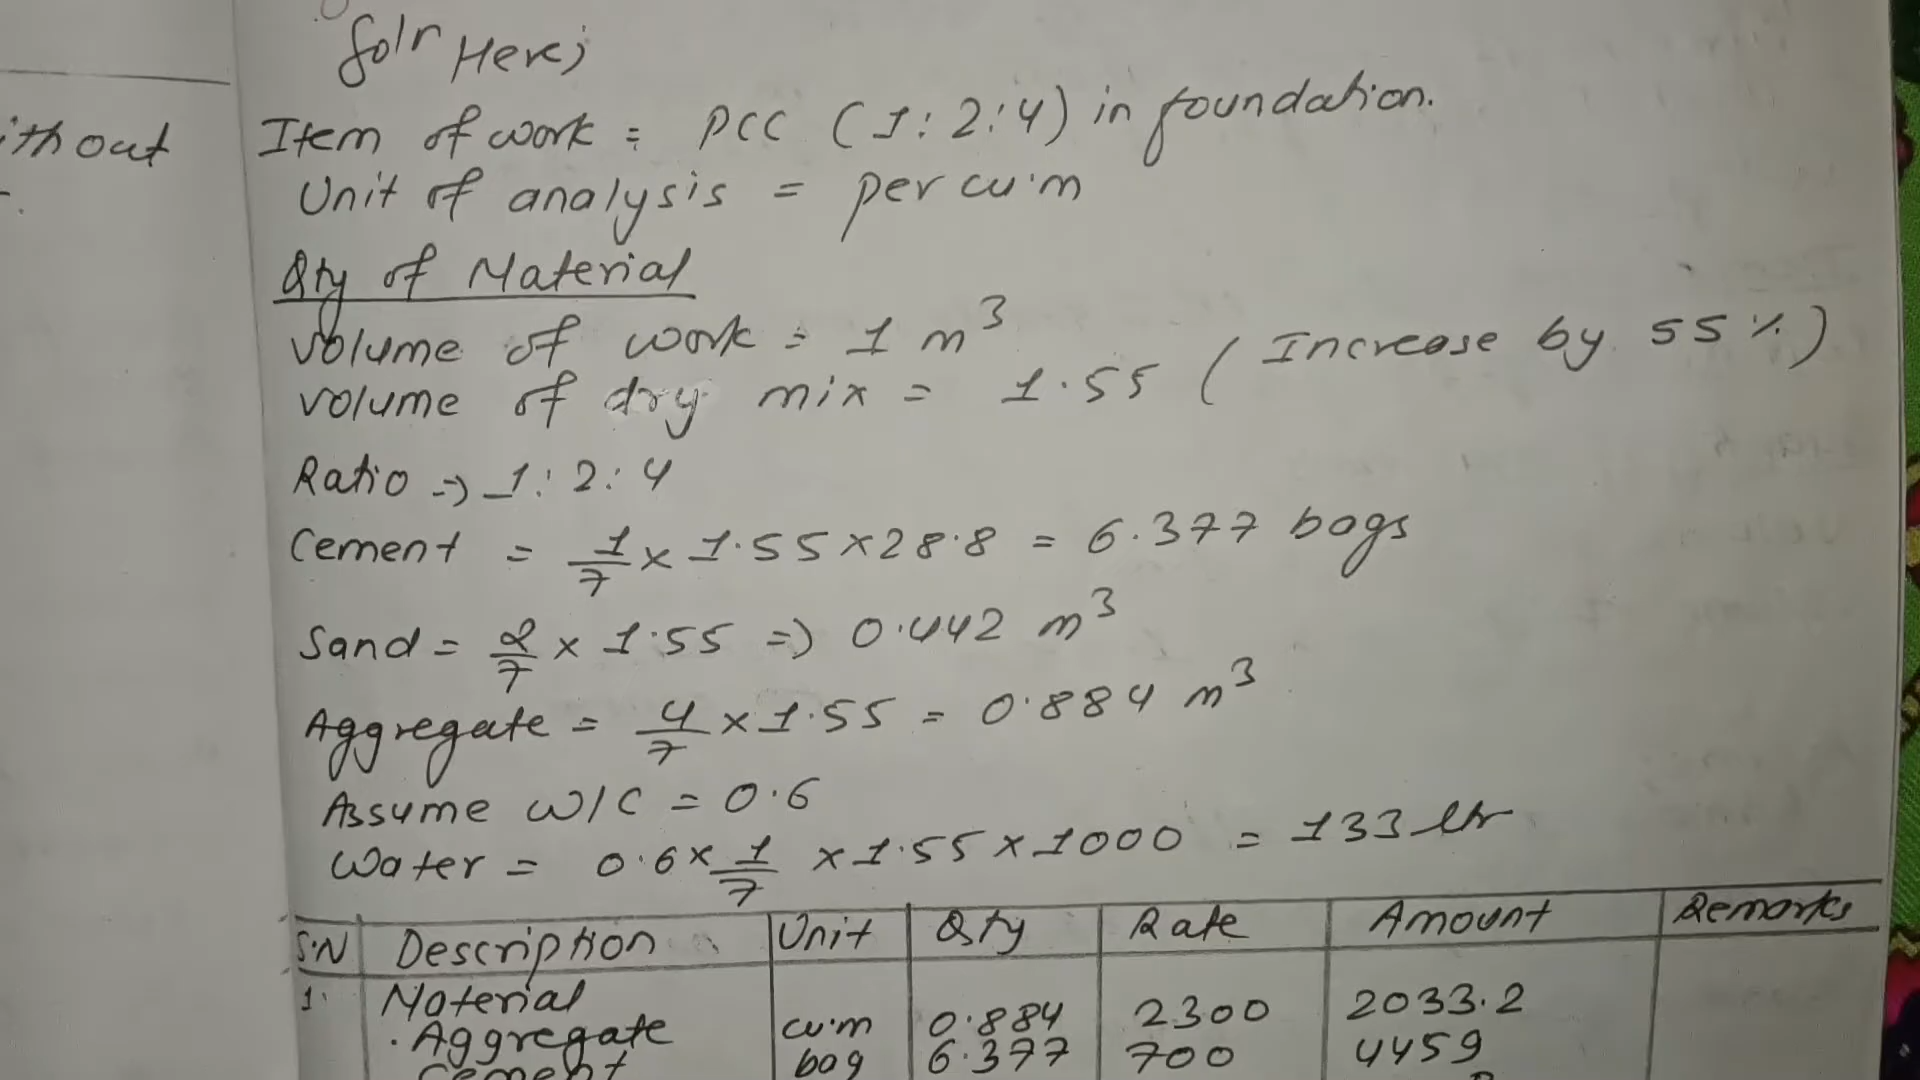 ithout
Solⁿ Here;
Item of work = PCC (1:2:4) in foundation.
Unit of analysis = per cu.m
Qty of Material
Volume of work = 1 m³
volume of dry mix = 1.55 (Increase by 55%)
Ratio => 1:2:4
Cement = 1/7 x 1.55 x 28.8 = 6.377 bags
Sand = 2/7 x 1.55 => 0.442 m³
Aggregate = 4/7 x 1.55 = 0.884 m³
Assume w/c = 0.6
Water = 0.6 x 1/7 x 1.55 x 1000 = 133 ltr
S.N Description Unit Qty Rate Amount Remarks
1. Material
. Aggregate cu.m 0.884 2300 2033.2
Cement bag 6.377 700 4459